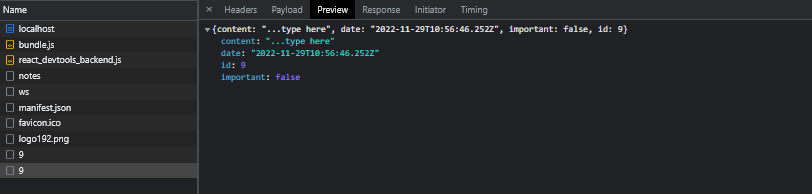 Name
localhost
bundle.js
react_devtools_backend.js
notes
ws
manifest.json
favicon.ico
logo192.png
9
9
× Headers Payload Preview Response Initiator Timing
▼{content: "...type here", date: "2022-11-29T10:56:46.252Z", important: false, id: 9}
content: "...type here"
date: "2022-11-29T10:56:46.252Z"
id: 9
important: false